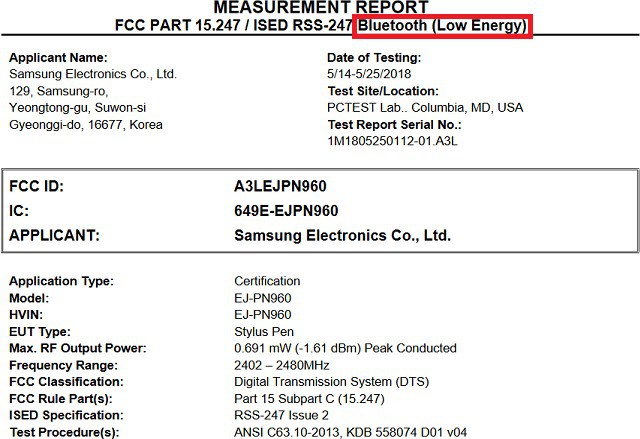 MEASUREMENT REPORT
FCC PART 15.247 / ISED RSS-247 Bluetooth (Low Energy)
Applicant Name:
Samsung Electronics Co., Ltd.
129, Samsung-ro,
Yeongtong-gu, Suwon-si
Gyeonggi-do, 16677, Korea
Date of Testing:
5/14-5/25/2018
Test Site/Location:
PCTEST Lab.. Columbia, MD, USA
Test Report Serial No.:
1M1805250112-01.A3L
FCC ID: A3LEJPN960
IC: 649E-EJPN960
APPLICANT: Samsung Electronics Co., Ltd.
Application Type: Certification
Model: EJ-PN960
HVIN: EJ-PN960
EUT Type: Stylus Pen
Max. RF Output Power: 0.691 mW (-1.61 dBm) Peak Conducted
Frequency Range: 2402 – 2480MHz
FCC Classification: Digital Transmission System (DTS)
FCC Rule Part(s): Part 15 Subpart C (15.247)
ISED Specification: RSS-247 Issue 2
Test Procedure(s): ANSI C63.10-2013, KDB 558074 D01 v04